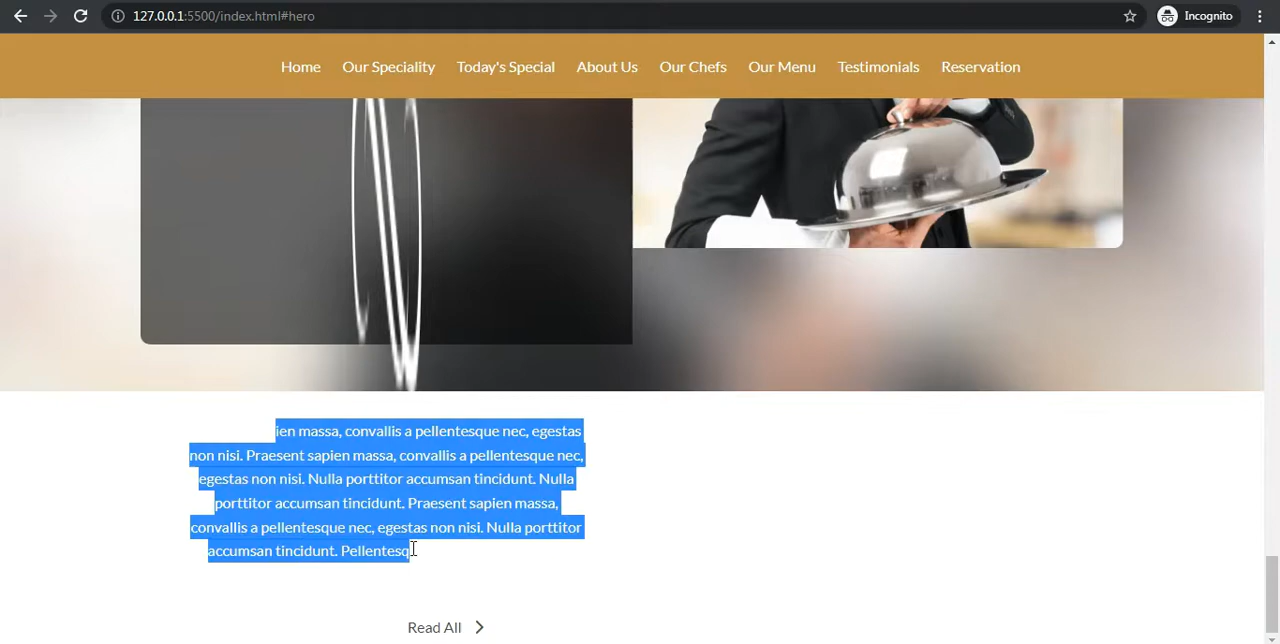 127.0.0.1:5500/index.html#hero
Incognito
Home Our Speciality Today's Special About Us Our Chefs Our Menu Testimonials Reservation
ien massa, convallis a pellentesque nec, egestas
non nisi. Praesent sapien massa, convallis a pellentesque nec,
egestas non nisi. Nulla porttitor accumsan tincidunt. Nulla
porttitor accumsan tincidunt. Praesent sapien massa,
convallis a pellentesque nec, egestas non nisi. Nulla porttitor
accumsan tincidunt. Pellentesq
Read All